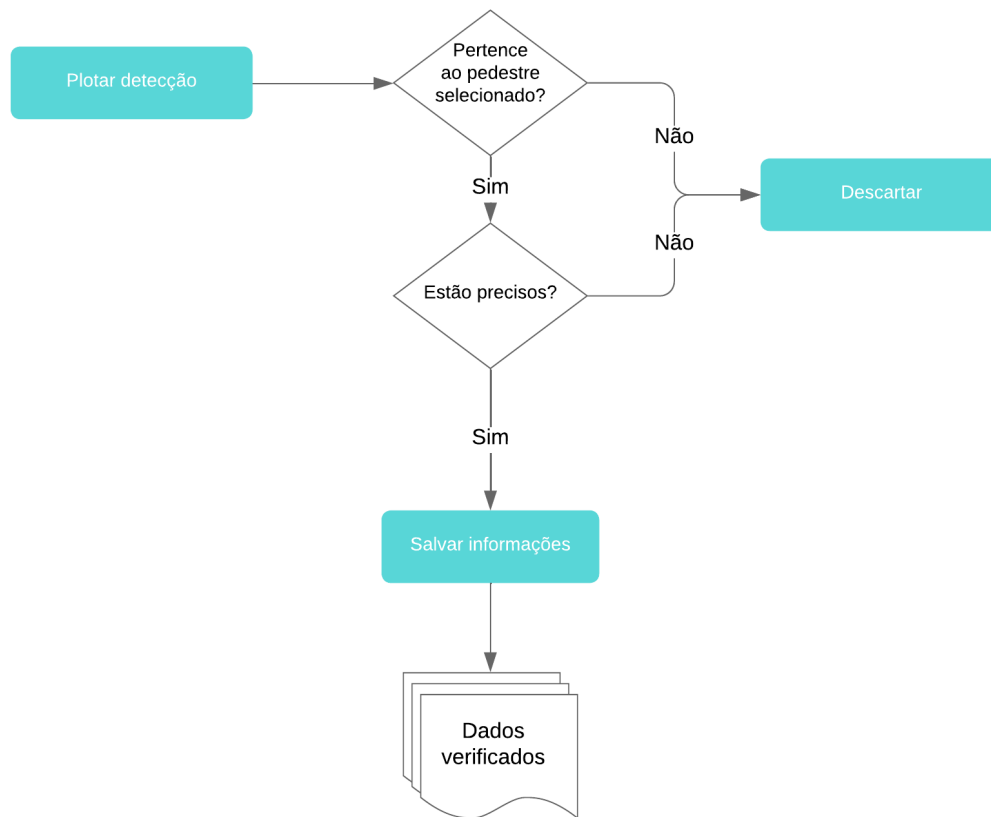 Plotar detecção
Pertence
ao pedestre
selecionado?
Não
Sim
Descartar
Não
Estão precisos?
Sim
Salvar informações
Dados
verificados